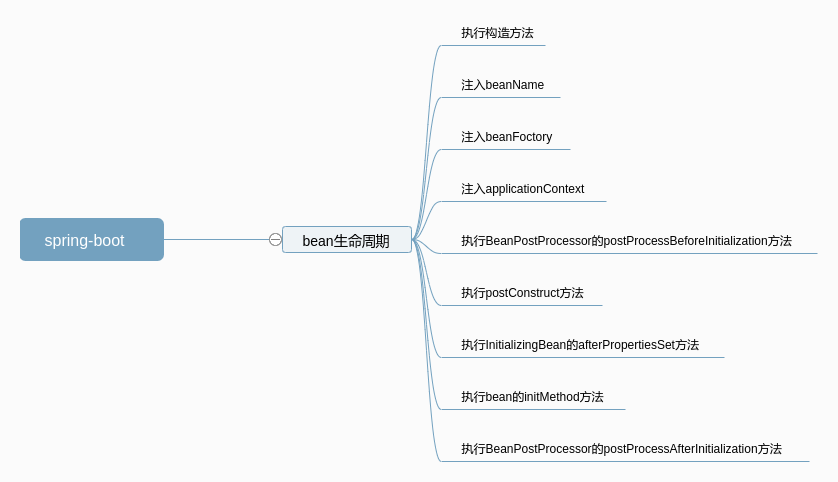 spring-boot
bean生命周期
执行构造方法
注入beanName
注入beanFoctory
注入applicationContext
执行BeanPostProcessor的postProcessBeforeInitialization方法
执行postConstruct方法
执行InitializingBean的afterPropertiesSet方法
执行bean的initMethod方法
执行BeanPostProcessor的postProcessAfterInitialization方法